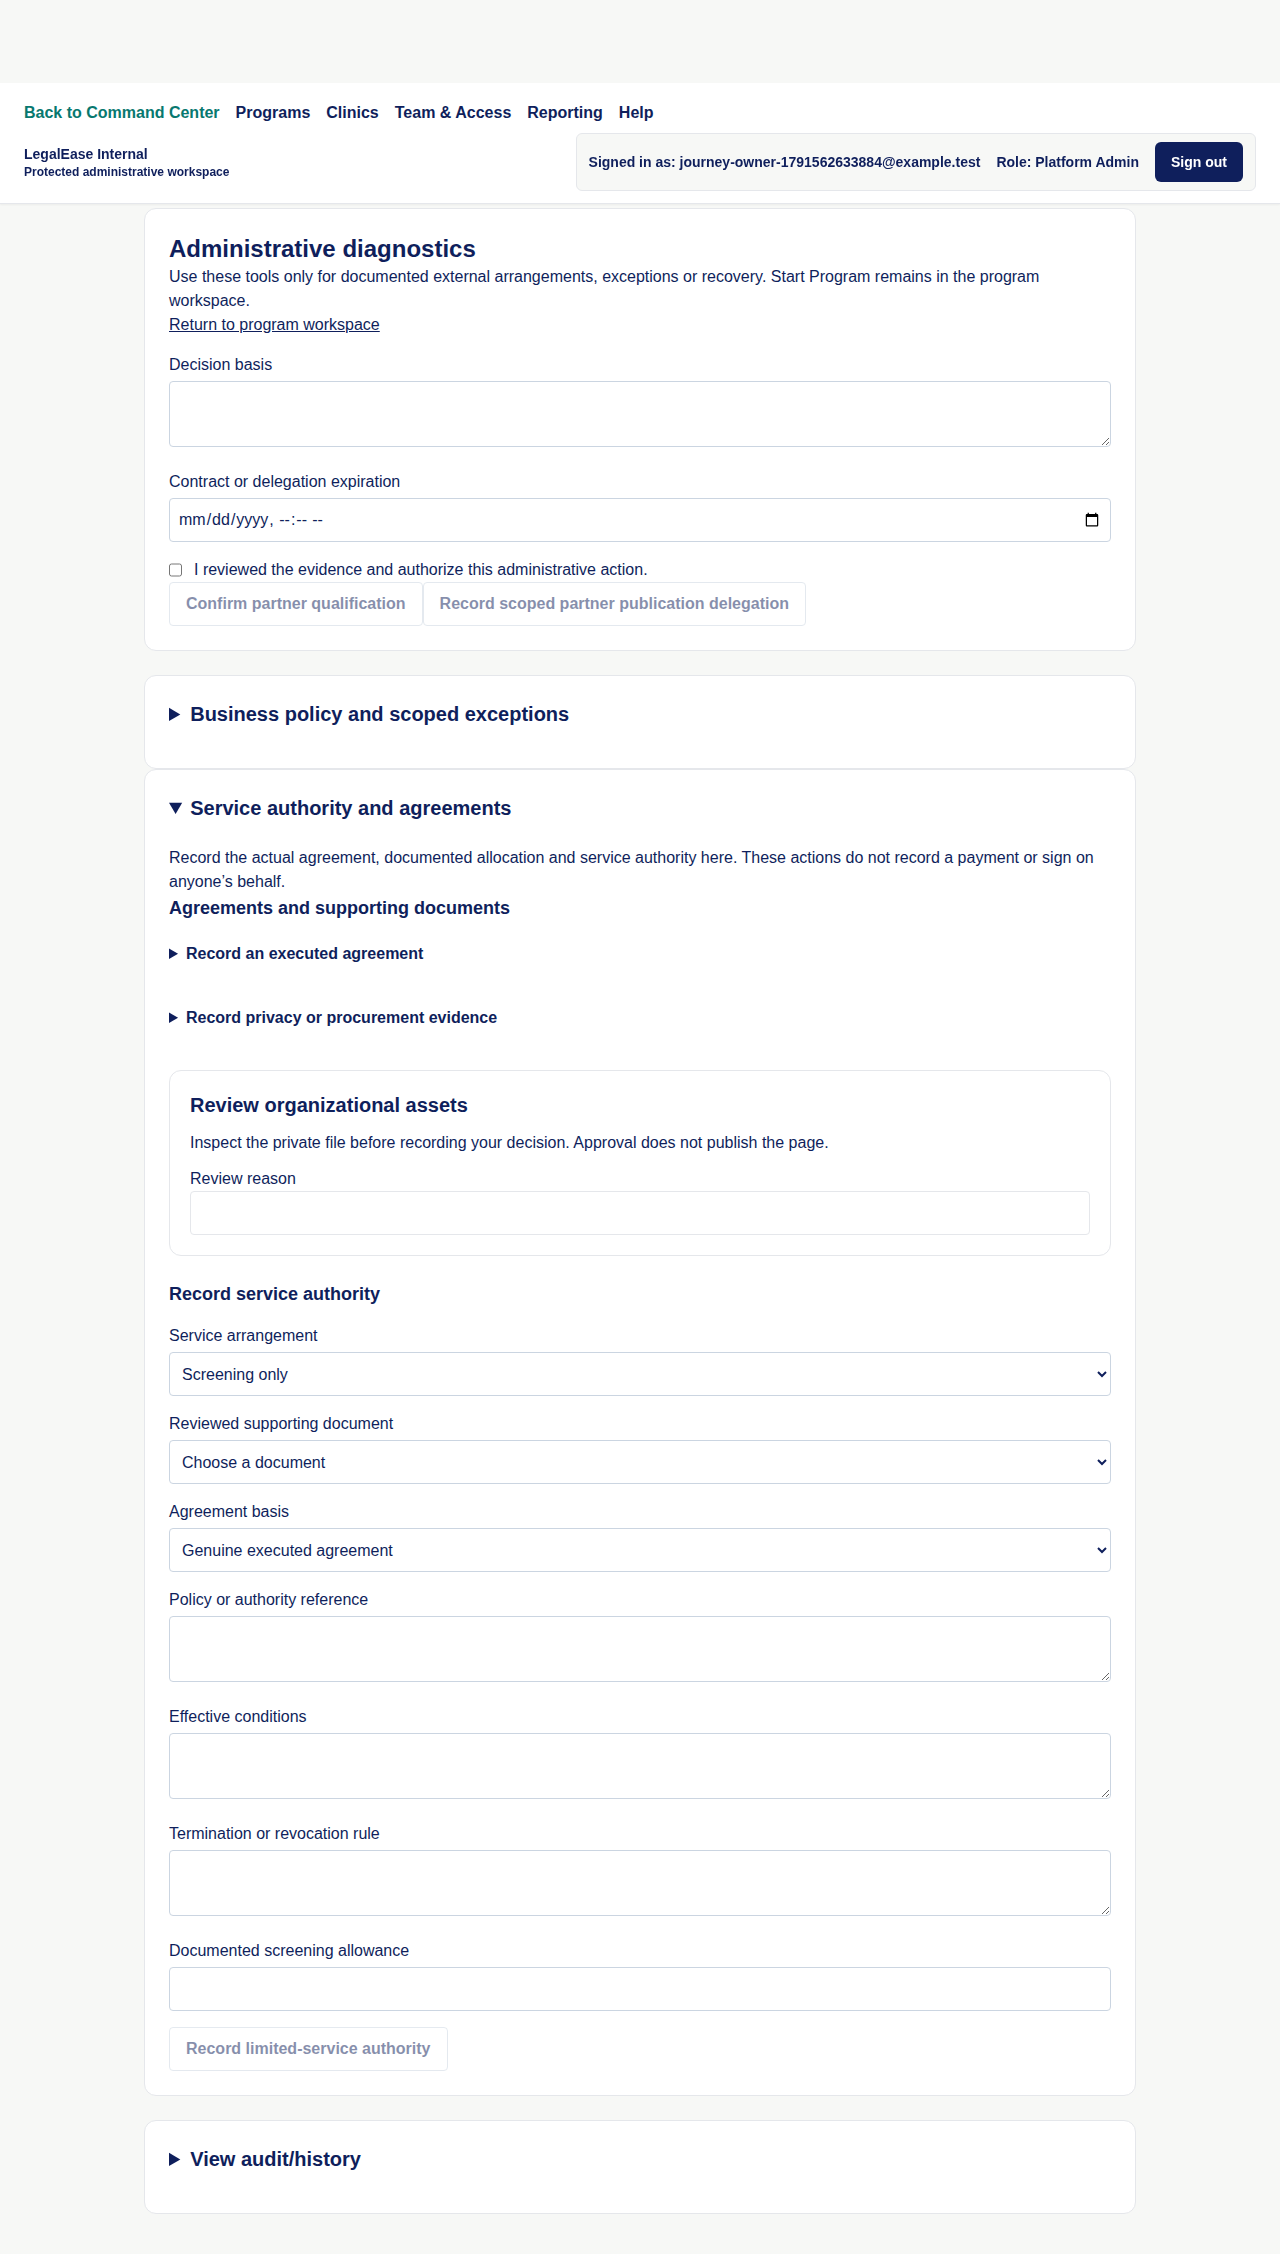 Back to Command Center Programs Clinics Team & Access Reporting Help
LegalEase Internal
Protected administrative workspace
Signed in as: journey-owner-1791562633884@example.test Role: Platform Admin Sign out
Administrative diagnostics
Use these tools only for documented external arrangements, exceptions or recovery. Start Program remains in the program
workspace.
Return to program workspace
Decision basis
Contract or delegation expiration
mm/dd/yyyy, --:-- --
I reviewed the evidence and authorize this administrative action.
Confirm partner qualification Record scoped partner publication delegation
Business policy and scoped exceptions
Service authority and agreements
Record the actual agreement, documented allocation and service authority here. These actions do not record a payment or sign on
anyone’s behalf.
Agreements and supporting documents
Record an executed agreement
Record privacy or procurement evidence
Review organizational assets
Inspect the private file before recording your decision. Approval does not publish the page.
Review reason
Record service authority
Service arrangement
Screening only
Reviewed supporting document
Choose a document
Agreement basis
Genuine executed agreement
Policy or authority reference
Effective conditions
Termination or revocation rule
Documented screening allowance
Record limited-service authority
View audit/history